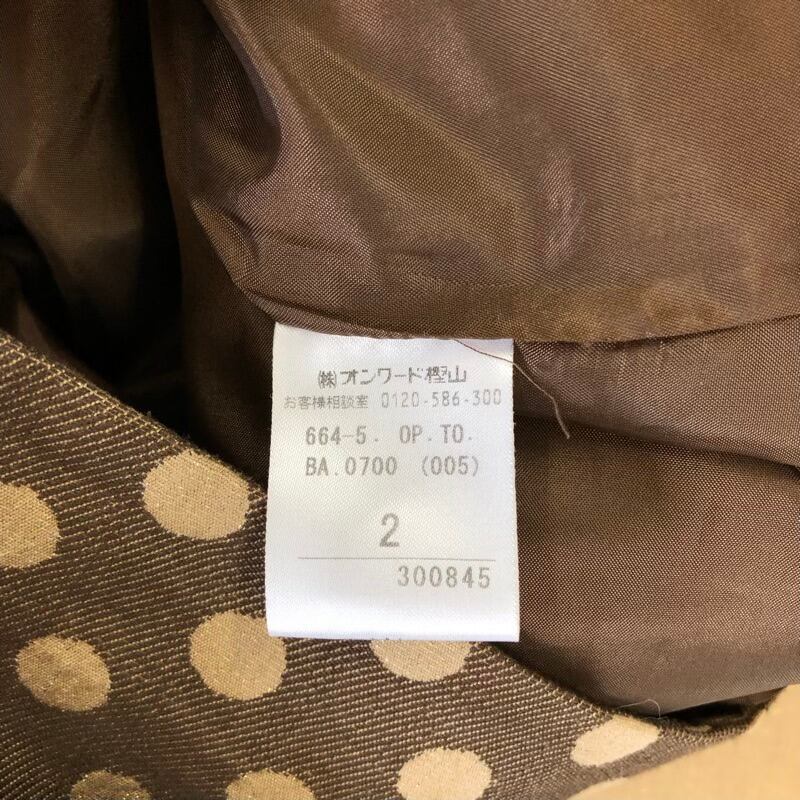 ㈱オンワード樫山
お客様相談室 0120-586-300
664-5. OP.TO.
BA.0700 (005)
2
300845